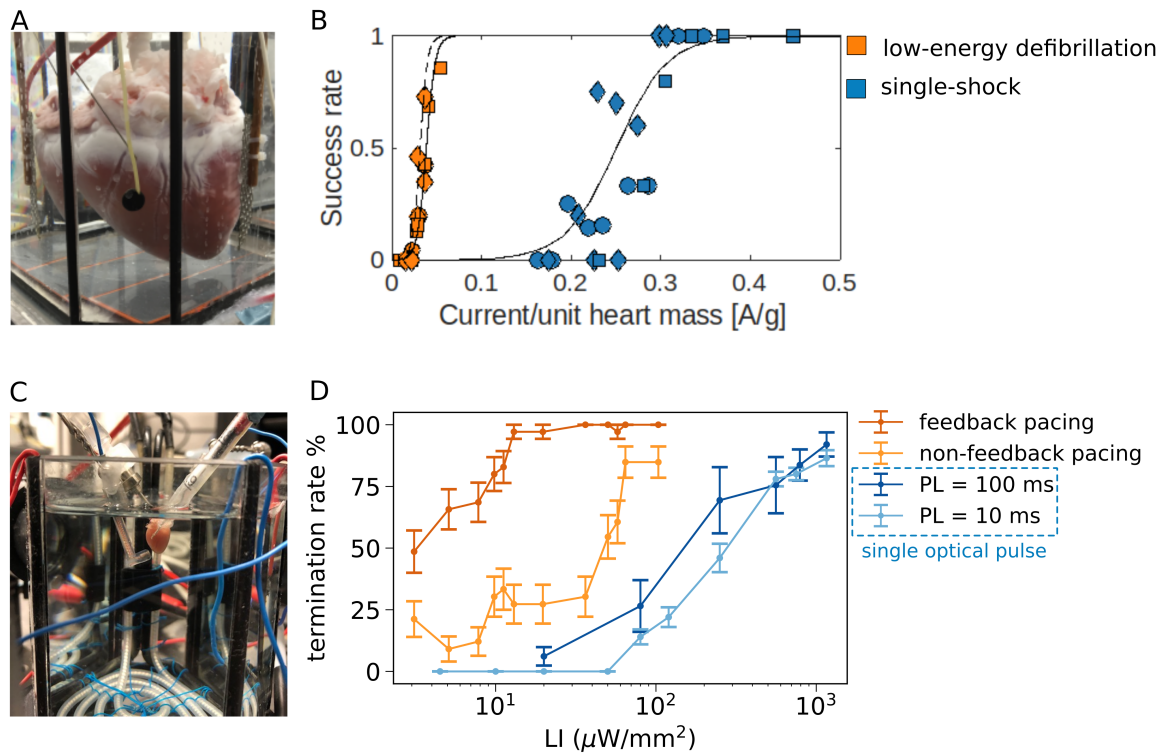 A
B
1
0.5
0
Success rate
0
0.1
0.2
0.3
0.4
0.5
Current/unit heart mass [A/g]
low-energy defibrillation
single-shock
C
D
100
75
50
25
0
termination rate %
10¹
10²
10³
LI (μW/mm²)
feedback pacing
non-feedback pacing
PL = 100 ms
PL = 10 ms
single optical pulse